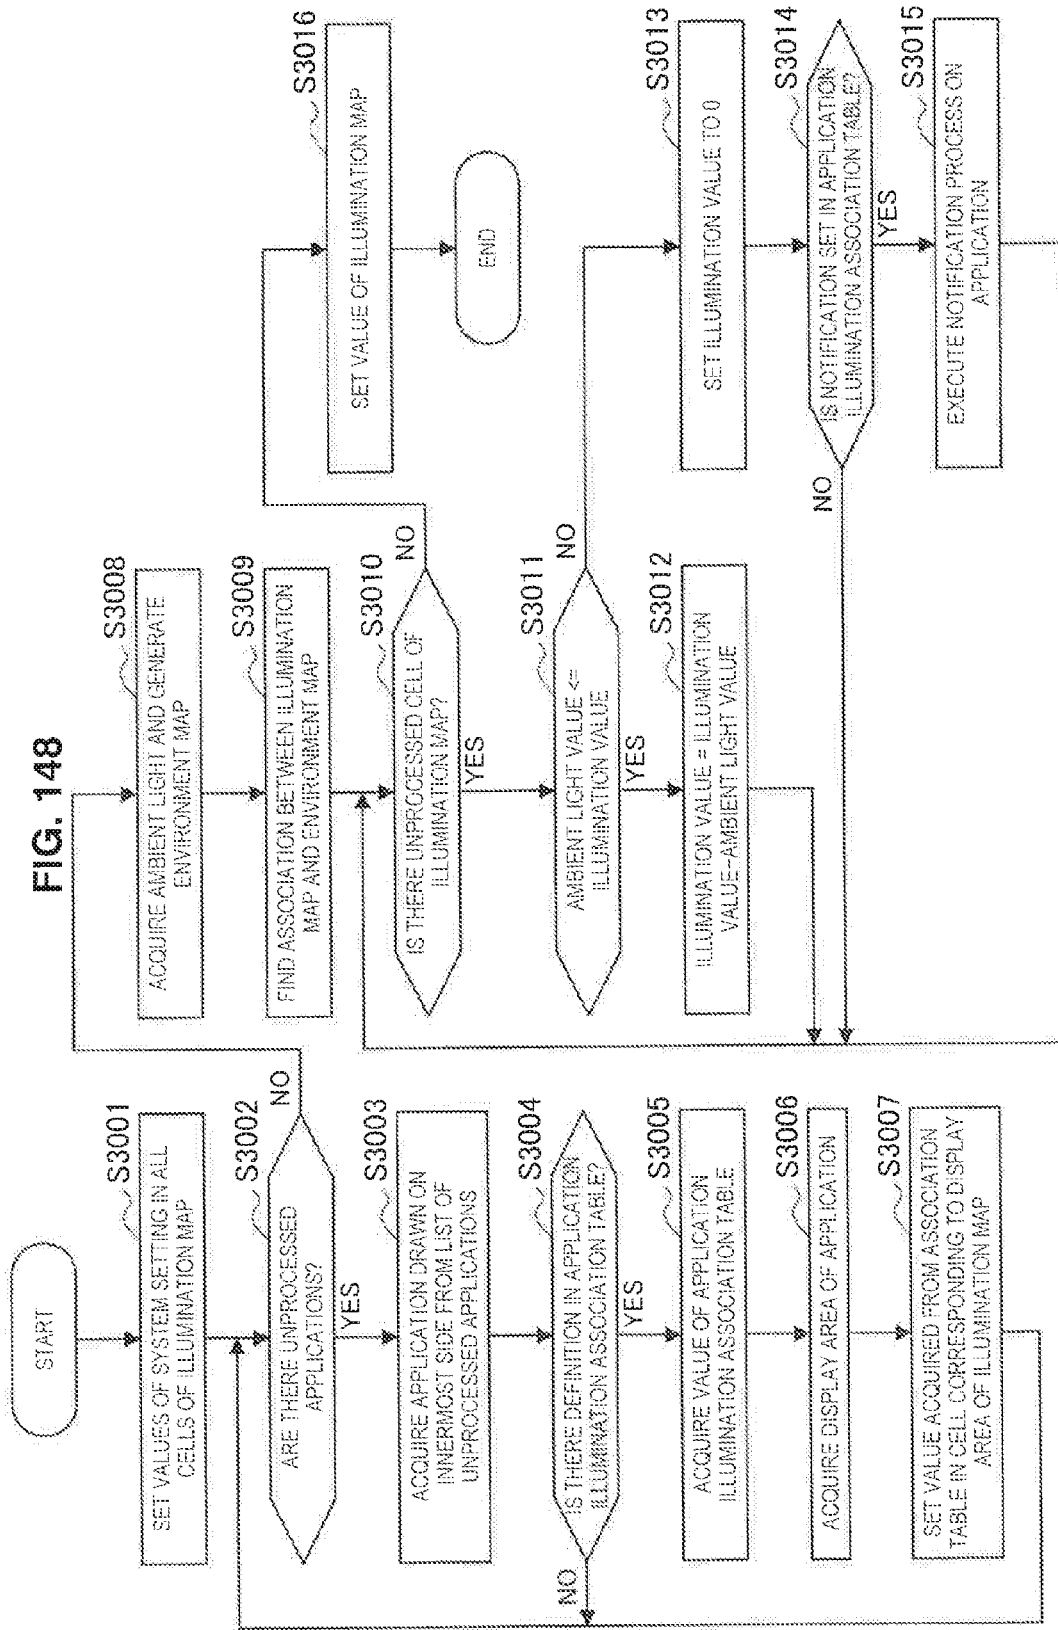 FIG. 148
START
S3001
SET VALUES OF SYSTEM SETTING IN ALL
CELLS OF ILLUMINATION MAP
S3002
ARE THERE UNPROCESSED
APPLICATIONS?
NO
YES
S3003
ACQUIRE APPLICATION DRAWN ON
INNERMOST SIDE FROM LIST OF
UNPROCESSED APPLICATIONS
S3004
IS THERE DEFINITION IN APPLICATION
ILLUMINATION ASSOCIATION TABLE?
NO
YES
S3005
ACQUIRE VALUE OF APPLICATION
ILLUMINATION ASSOCIATION TABLE
S3006
ACQUIRE DISPLAY AREA OF APPLICATION
S3007
SET VALUE ACQUIRED FROM ASSOCIATION
TABLE IN CELL CORRESPONDING TO DISPLAY
AREA OF ILLUMINATION MAP
S3008
ACQUIRE AMBIENT LIGHT AND GENERATE
ENVIRONMENT MAP
S3009
FIND ASSOCIATION BETWEEN ILLUMINATION
MAP AND ENVIRONMENT MAP
S3010
IS THERE UNPROCESSED CELL OF
ILLUMINATION MAP?
NO
YES
S3011
AMBIENT LIGHT VALUE <=
ILLUMINATION VALUE
NO
YES
S3012
ILLUMINATION VALUE = ILLUMINATION
VALUE-AMBIENT LIGHT VALUE
S3016
SET VALUE OF ILLUMINATION MAP
END
S3013
SET ILLUMINATION VALUE TO 0
S3014
IS NOTIFICATION SET IN APPLICATION
ILLUMINATION ASSOCIATION TABLE?
NO
YES
S3015
EXECUTE NOTIFICATION PROCESS ON
APPLICATION